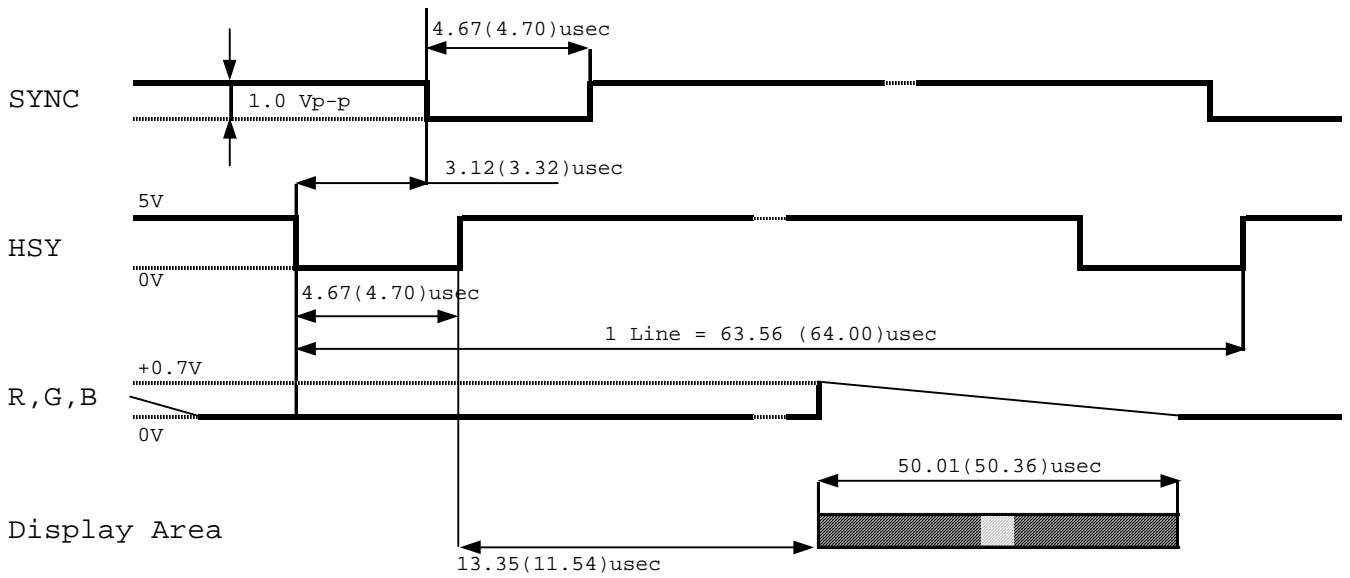 4.67(4.70)usec
SYNC
1.0 Vp-p
3.12(3.32)usec
5V
HSY
0V
4.67(4.70)usec
1 Line = 63.56 (64.00)usec
+0.7V
R,G,B
0V
50.01(50.36)usec
Display Area
13.35(11.54)usec